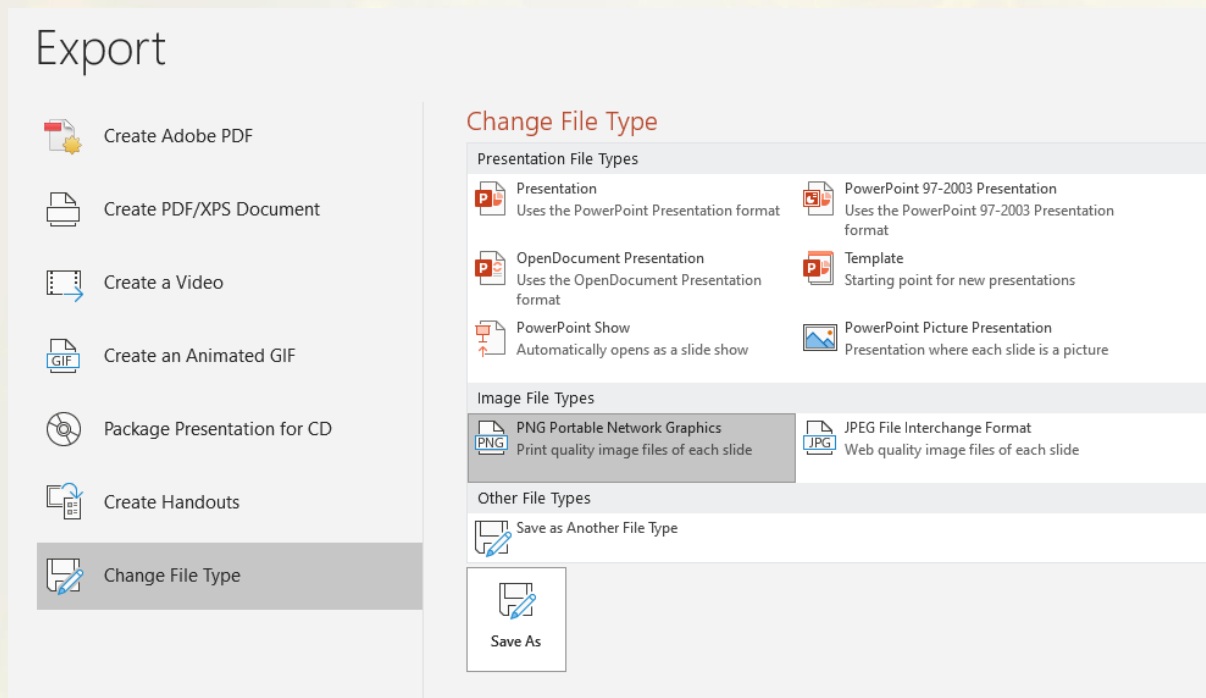 Export
Create Adobe PDF
Create PDF/XPS Document
Create a Video
GIF
Create an Animated GIF
Package Presentation for CD
Create Handouts
Change File Type
Change File Type
Presentation File Types
P
Presentation
Uses the PowerPoint Presentation format
PowerPoint 97-2003 Presentation
Uses the PowerPoint 97-2003 Presentation
format
P
OpenDocument Presentation
Uses the OpenDocument Presentation
format
P
Template
Starting point for new presentations
PowerPoint Show
Automatically opens as a slide show
PowerPoint Picture Presentation
Presentation where each slide is a picture
Image File Types
PNG
PNG Portable Network Graphics
Print quality image files of each slide
JPG
JPEG File Interchange Format
Web quality image files of each slide
Other File Types
Save as Another File Type
Save As